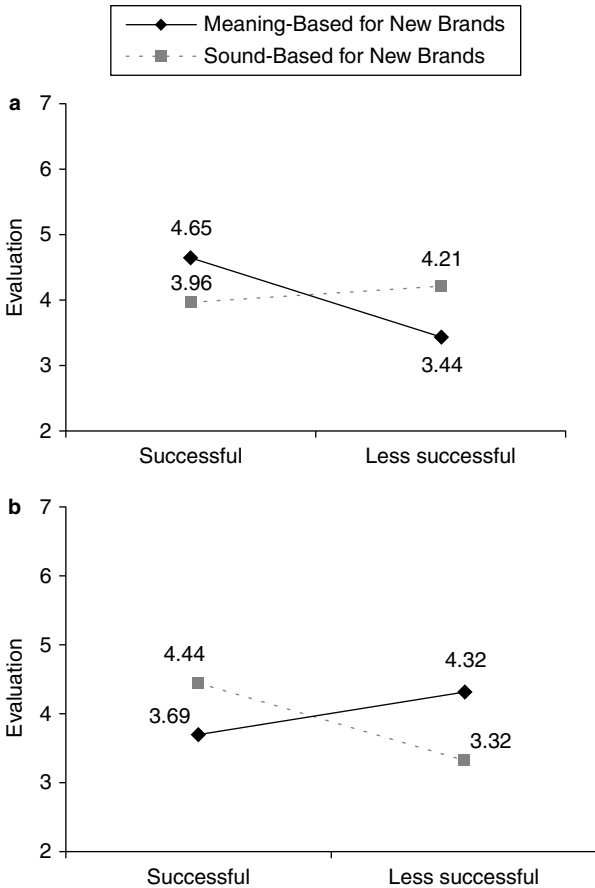 Meaning-Based for New Brands
Sound-Based for New Brands
a
7
6
5
4
3
2
Evaluation
4.65
3.96
4.21
3.44
Successful
Less successful
b
7
6
5
4
3
2
Evaluation
4.44
3.69
4.32
3.32
Successful
Less successful